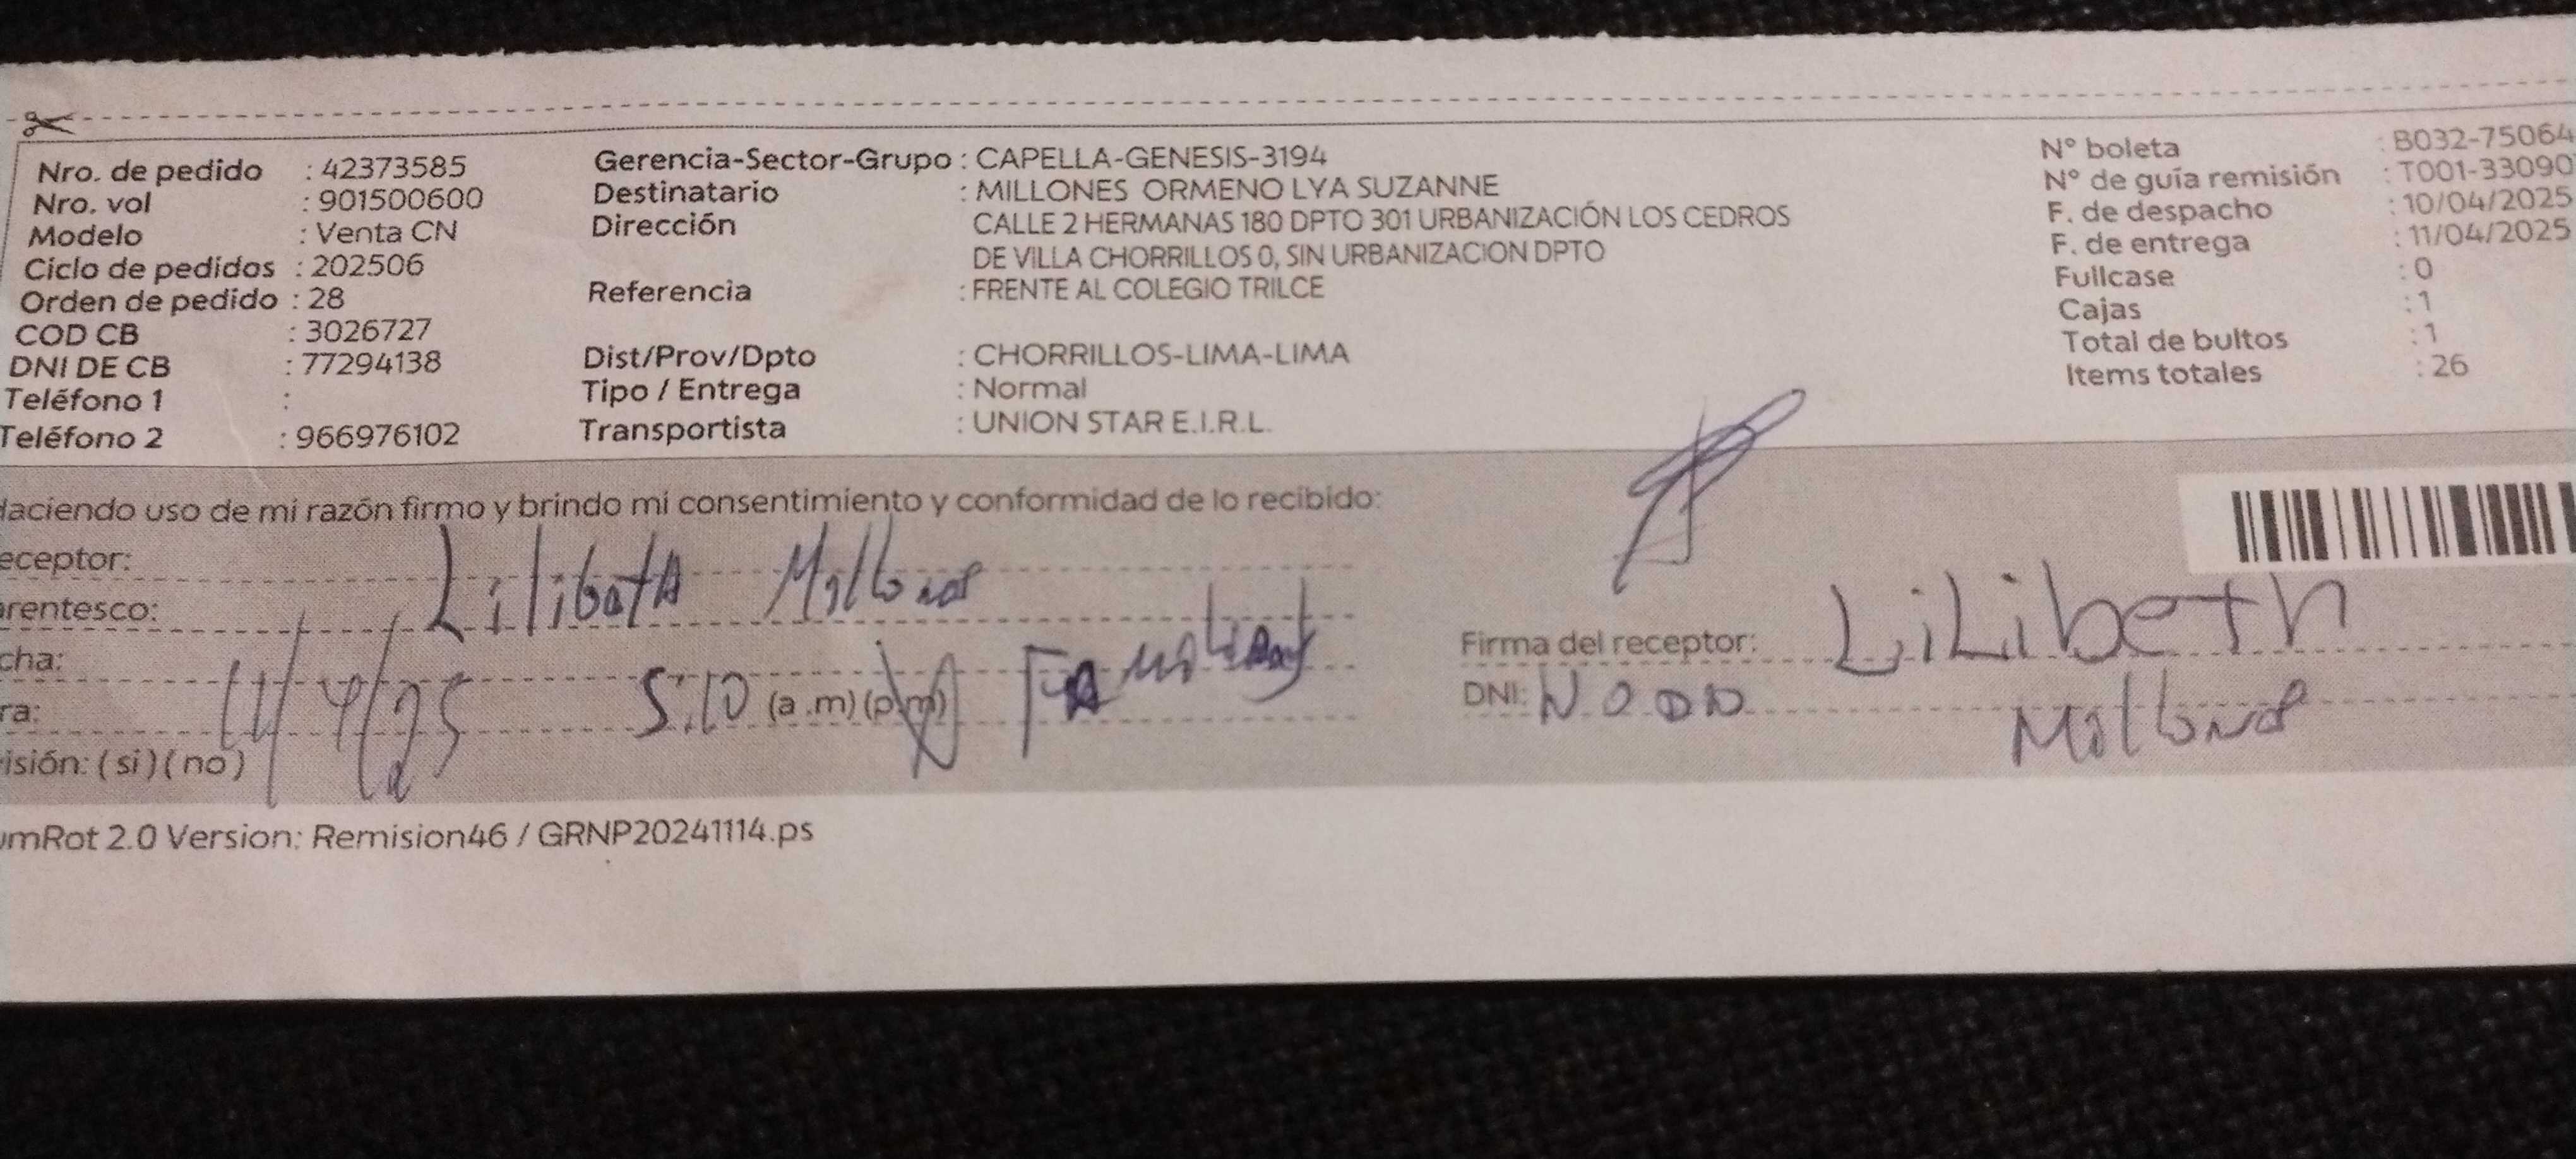 Nro. de pedido : 42373585
Nro. vol : 901500600
Modelo : Venta CN
Ciclo de pedidos : 202506
Orden de pedido : 28
COD CB : 3026727
DNI DE CB : 77294138
Teléfono 1 :
Teléfono 2 : 966976102
Gerencia-Sector-Grupo : CAPELLA-GENESIS-3194
Destinatario : MILLONES ORMENO LYA SUZANNE
Dirección CALLE 2 HERMANAS 180 DPTO 301 URBANIZACIÓN LOS CEDROS
DE VILLA CHORRILLOS 0, SIN URBANIZACION DPTO
Referencia : FRENTE AL COLEGIO TRILCE
Dist/Prov/Dpto : CHORRILLOS-LIMA-LIMA
Tipo / Entrega : Normal
Transportista : UNION STAR E.I.R.L.
N° boleta : B032-75064
N° de guía remisión : T001-33090
F. de despacho : 10/04/2025
F. de entrega : 11/04/2025
Fullcase : 0
Cajas : 1
Total de bultos : 1
Items totales : 26
Haciendo uso de mi razón firmo y brindo mi consentimiento y conformidad de lo recibido:
eceptor: Lilibeth Millones
rentesco:
cha: 11/4/25
ra: 5:10 (a.m) (p.m)
isión: ( si ) ( no )
Firma del receptor: LiLibeth
DNI: Millones
mRot 2.0 Version: Remision46 / GRNP20241114.ps